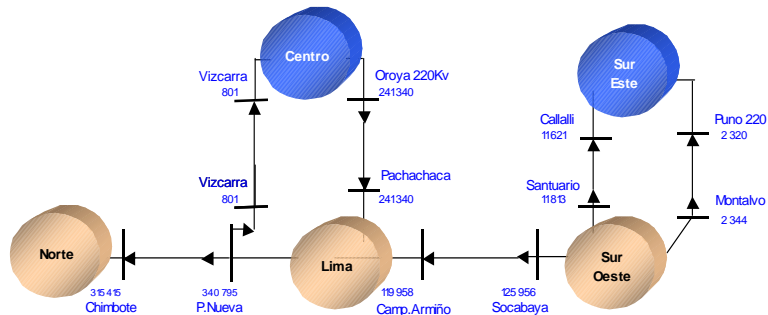 Centro
Sur
Este
Vizcarra
801
Oroya 220Kv
241340
Callalli
11621
Puno 220
2 320
Vizcarra
801
Pachachaca
241340
Santuario
11813
Montalvo
2 344
Norte
Lima
Sur
Oeste
315 415
Chimbote
340 795
P.Nueva
119 958
Camp.Armiño
125 956
Socabaya